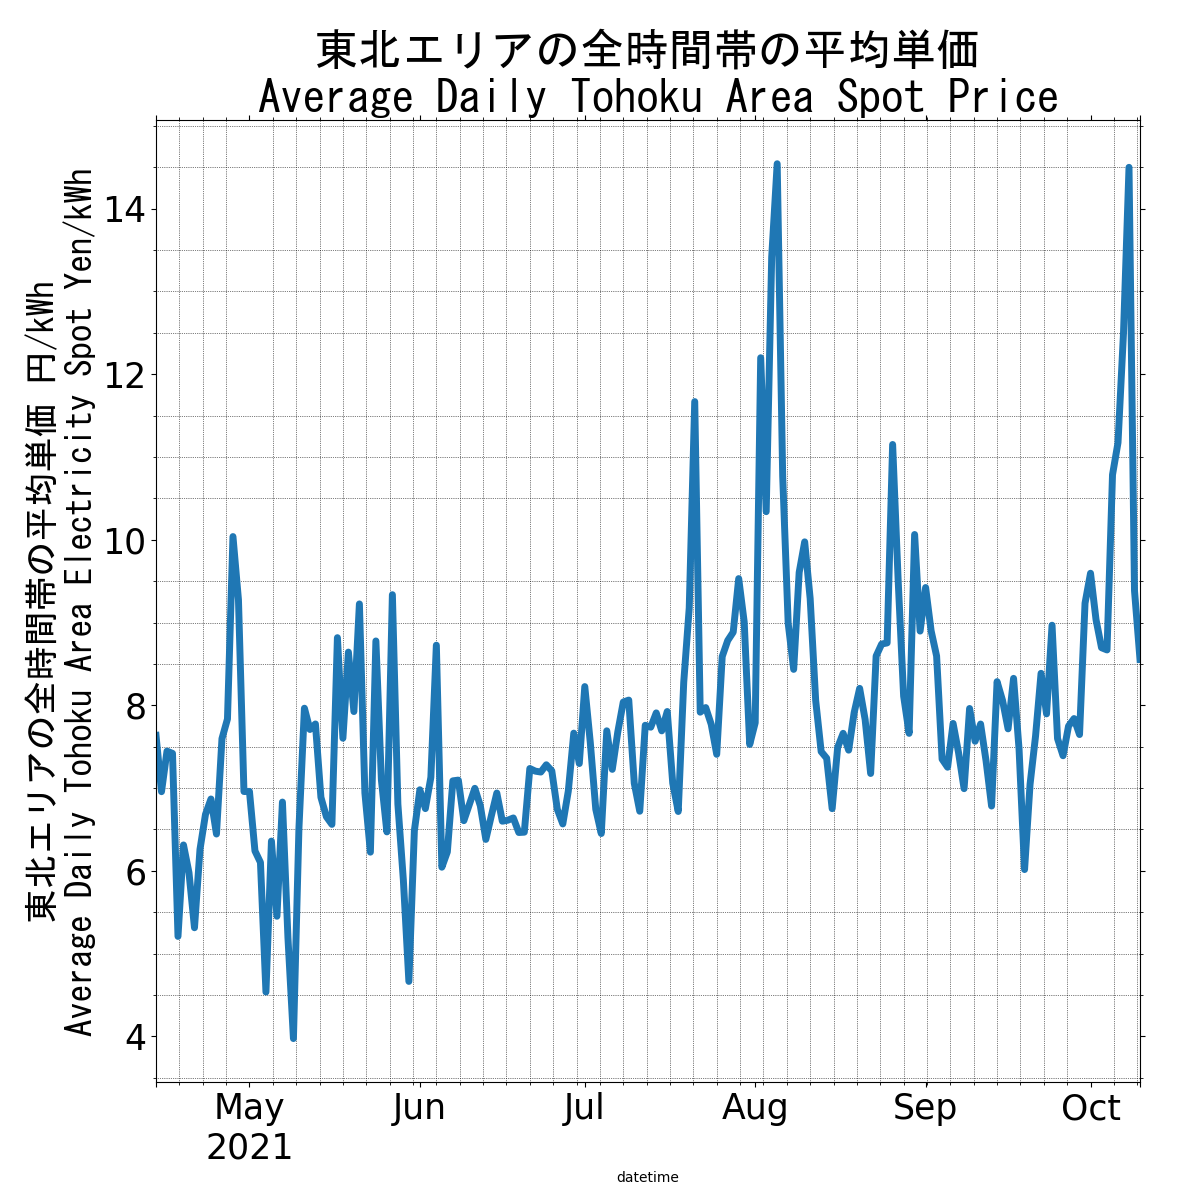 東北エリアの全時間帯の平均単価
Average Daily Tohoku Area Spot Price
東北エリアの全時間帯の平均単価 円/kWh
Average Daily Tohoku Area Electricity Spot Yen/kWh
14
12
10
8
6
4
May
2021
Jun
Jul
Aug
Sep
Oct
datetime